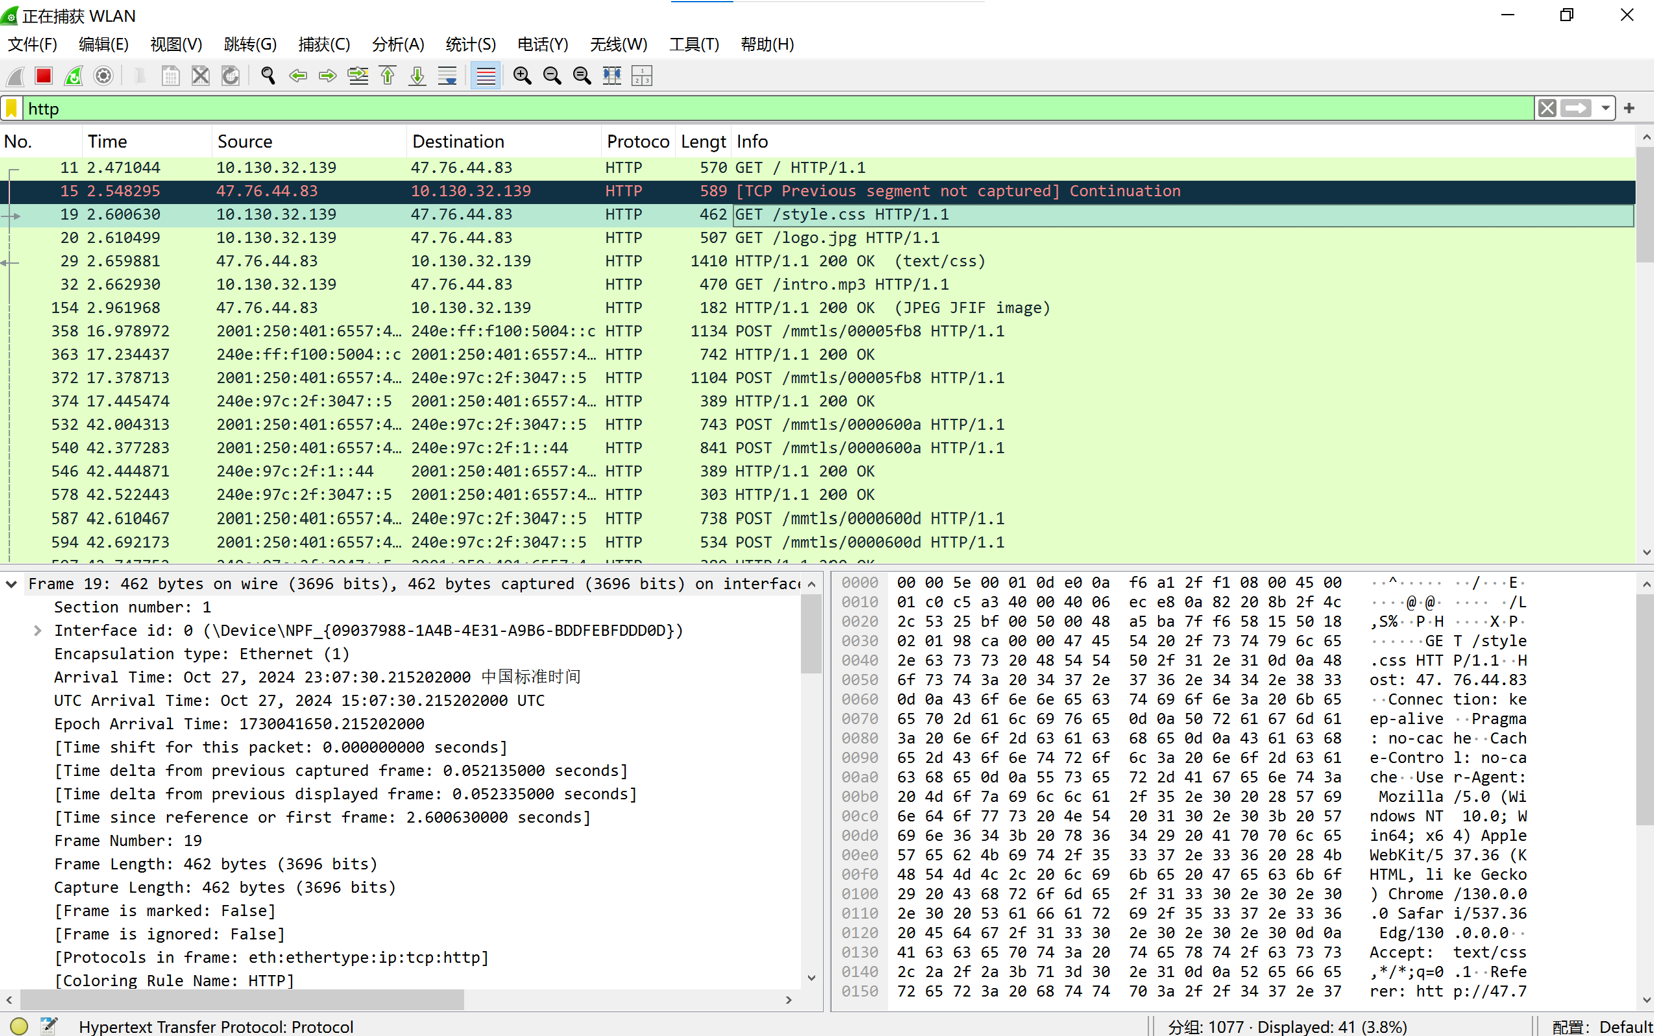 正在捕获 WLAN
文件(F) 编辑(E) 视图(V) 跳转(G) 捕获(C) 分析(A) 统计(S) 电话(Y) 无线(W) 工具(T) 帮助(H)
http
No. Time Source Destination Protoco Lengt Info
11 2.471044 10.130.32.139 47.76.44.83 HTTP 570 GET / HTTP/1.1
15 2.548295 47.76.44.83 10.130.32.139 HTTP 589 [TCP Previous segment not captured] Continuation
19 2.600630 10.130.32.139 47.76.44.83 HTTP 462 GET /style.css HTTP/1.1
20 2.610499 10.130.32.139 47.76.44.83 HTTP 507 GET /logo.jpg HTTP/1.1
29 2.659881 47.76.44.83 10.130.32.139 HTTP 1410 HTTP/1.1 200 OK (text/css)
32 2.662930 10.130.32.139 47.76.44.83 HTTP 470 GET /intro.mp3 HTTP/1.1
154 2.961968 47.76.44.83 10.130.32.139 HTTP 182 HTTP/1.1 200 OK (JPEG JFIF image)
358 16.978972 2001:250:401:6557:4… 240e:ff:f100:5004::c HTTP 1134 POST /mmtls/00005fb8 HTTP/1.1
363 17.234437 240e:ff:f100:5004::c 2001:250:401:6557:4… HTTP 742 HTTP/1.1 200 OK
372 17.378713 2001:250:401:6557:4… 240e:97c:2f:3047::5 HTTP 1104 POST /mmtls/00005fb8 HTTP/1.1
374 17.445474 240e:97c:2f:3047::5 2001:250:401:6557:4… HTTP 389 HTTP/1.1 200 OK
532 42.004313 2001:250:401:6557:4… 240e:97c:2f:3047::5 HTTP 743 POST /mmtls/0000600a HTTP/1.1
540 42.377283 2001:250:401:6557:4… 240e:97c:2f:1::44 HTTP 841 POST /mmtls/0000600a HTTP/1.1
546 42.444871 240e:97c:2f:1::44 2001:250:401:6557:4… HTTP 389 HTTP/1.1 200 OK
578 42.522443 240e:97c:2f:3047::5 2001:250:401:6557:4… HTTP 303 HTTP/1.1 200 OK
587 42.610467 2001:250:401:6557:4… 240e:97c:2f:3047::5 HTTP 738 POST /mmtls/0000600d HTTP/1.1
594 42.692173 2001:250:401:6557:4… 240e:97c:2f:3047::5 HTTP 534 POST /mmtls/0000600d HTTP/1.1
Frame 19: 462 bytes on wire (3696 bits), 462 bytes captured (3696 bits) on interface
Section number: 1
Interface id: 0 (\Device\NPF_{09037988-1A4B-4E31-A9B6-BDDFEBFDDD0D})
Encapsulation type: Ethernet (1)
Arrival Time: Oct 27, 2024 23:07:30.215202000 中国标准时间
UTC Arrival Time: Oct 27, 2024 15:07:30.215202000 UTC
Epoch Arrival Time: 1730041650.215202000
[Time shift for this packet: 0.000000000 seconds]
[Time delta from previous captured frame: 0.052135000 seconds]
[Time delta from previous displayed frame: 0.052335000 seconds]
[Time since reference or first frame: 2.600630000 seconds]
Frame Number: 19
Frame Length: 462 bytes (3696 bits)
Capture Length: 462 bytes (3696 bits)
[Frame is marked: False]
[Frame is ignored: False]
[Protocols in frame: eth:ethertype:ip:tcp:http]
[Coloring Rule Name: HTTP]
0000 00 00 5e 00 01 0d e0 0a f6 a1 2f f1 08 00 45 00 ··^····· ··/···E·
0010 01 c0 c5 a3 40 00 40 06 ec e8 0a 82 20 8b 2f 4c ····@·@· ···· ·/L
0020 2c 53 25 bf 00 50 00 48 a5 ba 7f f6 58 15 50 18 ,S%··P·H ····X·P·
0030 02 01 98 ca 00 00 47 45 54 20 2f 73 74 79 6c 65 ······GE T /style
0040 2e 63 73 73 20 48 54 54 50 2f 31 2e 31 0d 0a 48 .css HTT P/1.1··H
0050 6f 73 74 3a 20 34 37 2e 37 36 2e 34 34 2e 38 33 ost: 47. 76.44.83
0060 0d 0a 43 6f 6e 6e 65 63 74 69 6f 6e 3a 20 6b 65 ··Connec tion: ke
0070 65 70 2d 61 6c 69 76 65 0d 0a 50 72 61 67 6d 61 ep-alive ··Pragma
0080 3a 20 6e 6f 2d 63 61 63 68 65 0d 0a 43 61 63 68 : no-cac he··Cach
0090 65 2d 43 6f 6e 74 72 6f 6c 3a 20 6e 6f 2d 63 61 e-Contro l: no-ca
00a0 63 68 65 0d 0a 55 73 65 72 2d 41 67 65 6e 74 3a che··Use r-Agent:
00b0 20 4d 6f 7a 69 6c 6c 61 2f 35 2e 30 20 28 57 69 Mozilla /5.0 (Wi
00c0 6e 64 6f 77 73 20 4e 54 20 31 30 2e 30 3b 20 57 ndows NT 10.0; W
00d0 69 6e 36 34 3b 20 78 36 34 29 20 41 70 70 6c 65 in64; x6 4) Apple
00e0 57 65 62 4b 69 74 2f 35 33 37 2e 33 36 20 28 4b WebKit/5 37.36 (K
00f0 48 54 4d 4c 2c 20 6c 69 6b 65 20 47 65 63 6b 6f HTML, li ke Gecko
0100 29 20 43 68 72 6f 6d 65 2f 31 33 30 2e 30 2e 30 ) Chrome /130.0.0
0110 2e 30 20 53 61 66 61 72 69 2f 35 33 37 2e 33 36 .0 Safar i/537.36
0120 20 45 64 67 2f 31 33 30 2e 30 2e 30 2e 30 0d 0a Edg/130 .0.0.0··
0130 41 63 63 65 70 74 3a 20 74 65 78 74 2f 63 73 73 Accept: text/css
0140 2c 2a 2f 2a 3b 71 3d 30 2e 31 0d 0a 52 65 66 65 ,*/*;q=0 .1··Refe
0150 72 65 72 3a 20 68 74 74 70 3a 2f 2f 34 37 2e 37 rer: htt p://47.7
Hypertext Transfer Protocol: Protocol
分组: 1077 · Displayed: 41 (3.8%)
配置: Default